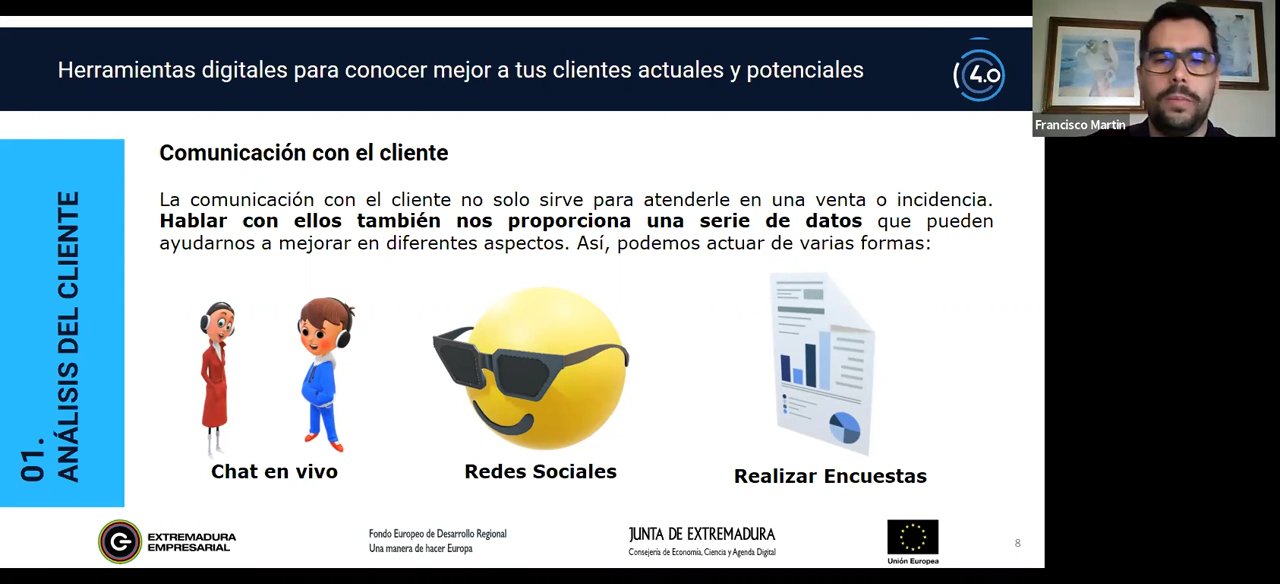 Herramientas digitales para conocer mejor a tus clientes actuales y potenciales
4.0
Francisco Martin
01.
ANÁLISIS DEL CLIENTE
Comunicación con el cliente
La comunicación con el cliente no solo sirve para atenderle en una venta o incidencia.
Hablar con ellos también nos proporciona una serie de datos que pueden
ayudarnos a mejorar en diferentes aspectos. Así, podemos actuar de varias formas:
Chat en vivo
Redes Sociales
Realizar Encuestas
EXTREMADURA
EMPRESARIAL
Fondo Europeo de Desarrollo Regional
Una manera de hacer Europa
JUNTA DE EXTREMADURA
Consejería de Economía, Ciencia y Agenda Digital
Unión Europea
8